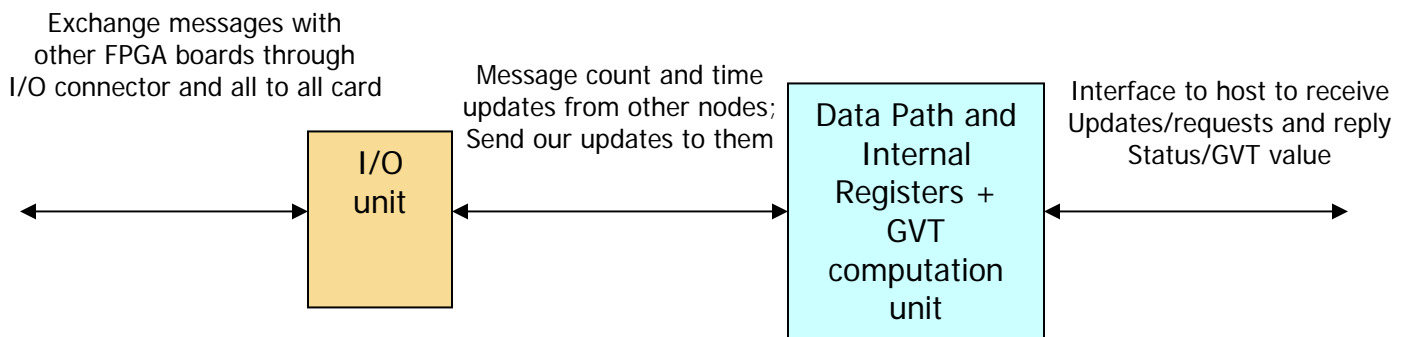 Exchange messages with
other FPGA boards through
I/O connector and all to all card
I/O
unit
Message count and time
updates from other nodes;
Send our updates to them
Data Path and
Internal
Registers +
GVT
computation
unit
Interface to host to receive
Updates/requests and reply
Status/GVT value